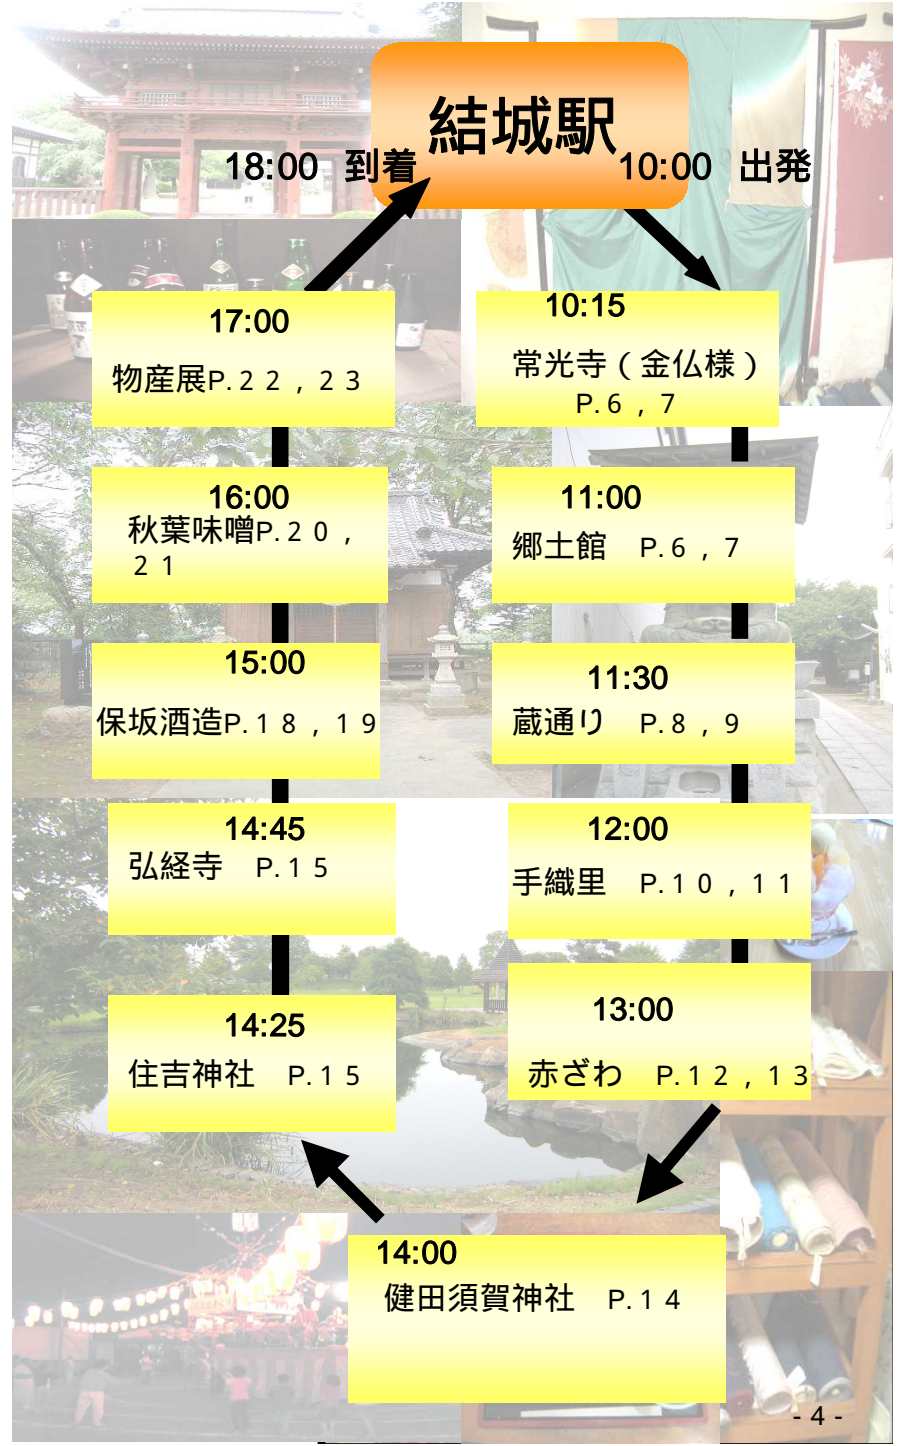 結城駅
18:00 到着
10:00 出発
10:15
常光寺（金仏様）
P.６，７
11:00
郷土館　P.６，７
11:30
蔵通り　P.８，９
12:00
手織里　P.１０，１１
13:00
赤ざわ　P.１２，１３
14:00
健田須賀神社　P.１４
14:25
住吉神社　P.１５
14:45
弘経寺　P.１５
15:00
保坂酒造P.１８，１９
16:00
秋葉味噌P.２０，
２１
17:00
物産展P.２２，２３
-４-